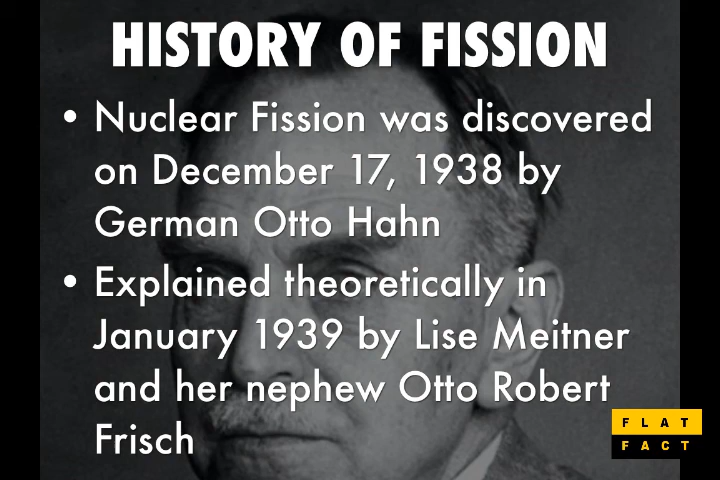 HISTORY OF FISSION
• Nuclear Fission was discovered
on December 17, 1938 by
German Otto Hahn
• Explained theoretically in
January 1939 by Lise Meitner
and her nephew Otto Robert
Frisch
FLAT
FACT